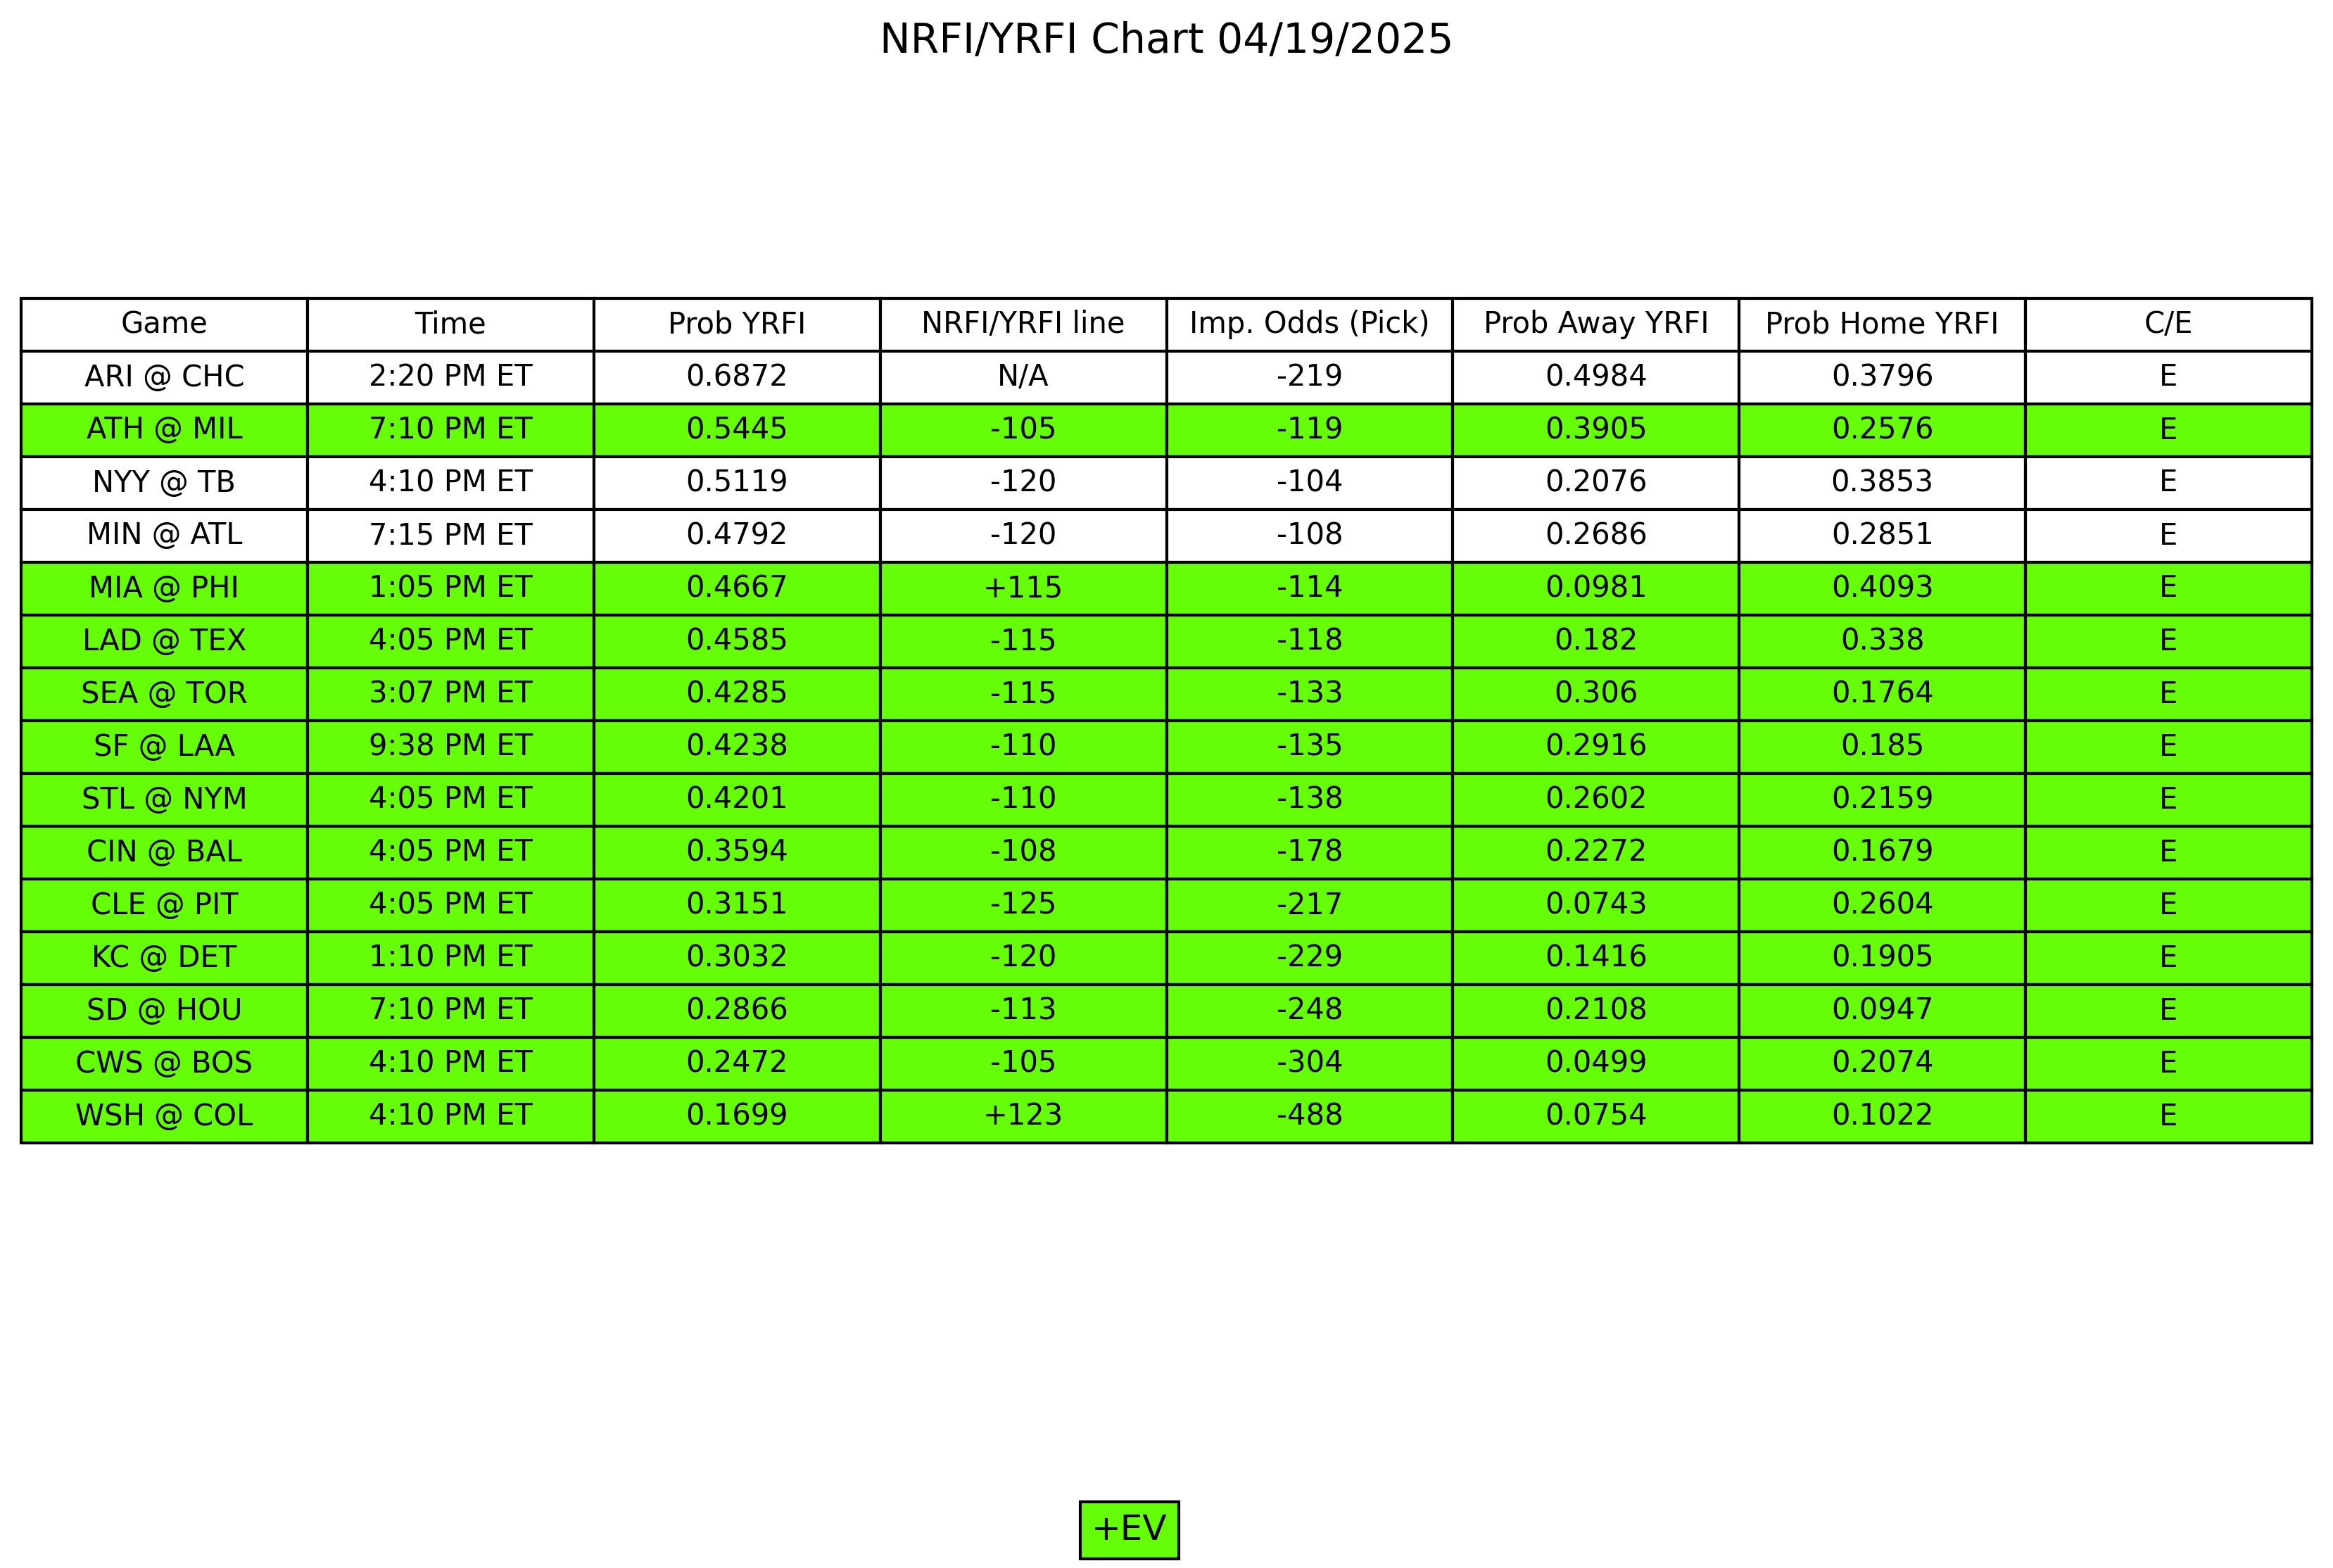 NRFI/YRFI Chart 04/19/2025
Game Time Prob YRFI NRFI/YRFI line Imp. Odds (Pick) Prob Away YRFI Prob Home YRFI C/E
ARI @ CHC 2:20 PM ET 0.6872 N/A -219 0.4984 0.3796 E
ATH @ MIL 7:10 PM ET 0.5445 -105 -119 0.3905 0.2576 E
NYY @ TB 4:10 PM ET 0.5119 -120 -104 0.2076 0.3853 E
MIN @ ATL 7:15 PM ET 0.4792 -120 -108 0.2686 0.2851 E
MIA @ PHI 1:05 PM ET 0.4667 +115 -114 0.0981 0.4093 E
LAD @ TEX 4:05 PM ET 0.4585 -115 -118 0.182 0.338 E
SEA @ TOR 3:07 PM ET 0.4285 -115 -133 0.306 0.1764 E
SF @ LAA 9:38 PM ET 0.4238 -110 -135 0.2916 0.185 E
STL @ NYM 4:05 PM ET 0.4201 -110 -138 0.2602 0.2159 E
CIN @ BAL 4:05 PM ET 0.3594 -108 -178 0.2272 0.1679 E
CLE @ PIT 4:05 PM ET 0.3151 -125 -217 0.0743 0.2604 E
KC @ DET 1:10 PM ET 0.3032 -120 -229 0.1416 0.1905 E
SD @ HOU 7:10 PM ET 0.2866 -113 -248 0.2108 0.0947 E
CWS @ BOS 4:10 PM ET 0.2472 -105 -304 0.0499 0.2074 E
WSH @ COL 4:10 PM ET 0.1699 +123 -488 0.0754 0.1022 E
+EV